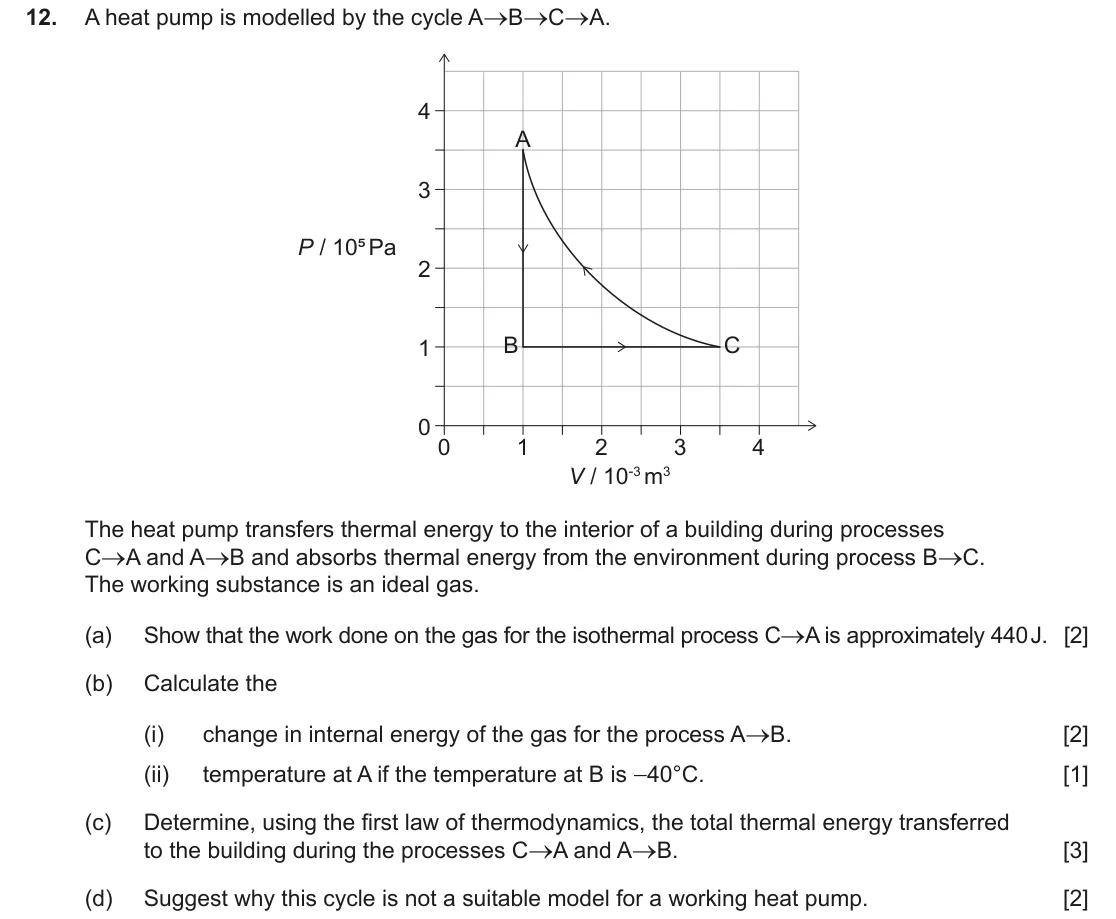 12. A heat pump is modelled by the cycle A→B→C→A.
4
A
3
P / 10⁵ Pa
2
1
B
C
0
0 1 2 3 4
V / 10⁻³ m³
The heat pump transfers thermal energy to the interior of a building during processes
C→A and A→B and absorbs thermal energy from the environment during process B→C.
The working substance is an ideal gas.
(a) Show that the work done on the gas for the isothermal process C→A is approximately 440 J. [2]
(b) Calculate the
(i) change in internal energy of the gas for the process A→B. [2]
(ii) temperature at A if the temperature at B is −40°C. [1]
(c) Determine, using the first law of thermodynamics, the total thermal energy transferred
to the building during the processes C→A and A→B. [3]
(d) Suggest why this cycle is not a suitable model for a working heat pump. [2]